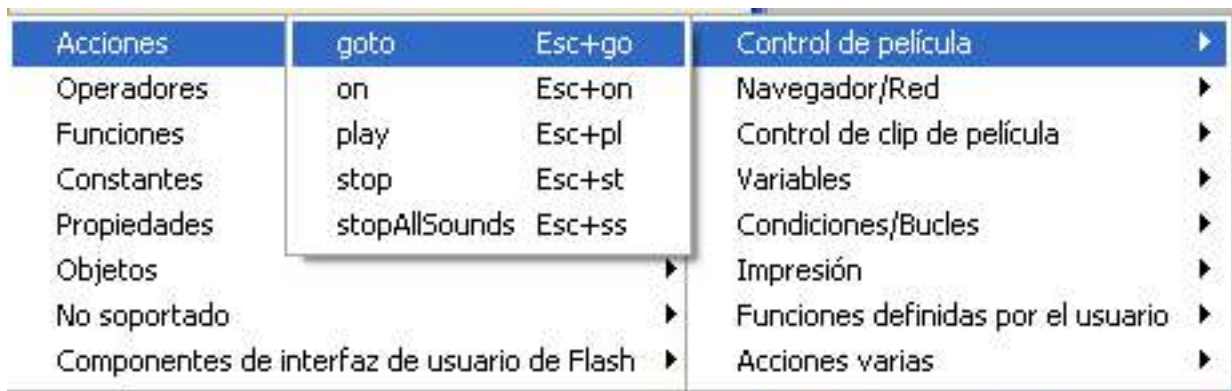 Acciones
Operadores
Funciones
Constantes
Propiedades
Objetos
No soportado
Componentes de interfaz de usuario de Flash
goto Esc+go
on Esc+on
play Esc+pl
stop Esc+st
stopAllSounds Esc+ss
Control de película
Navegador/Red
Control de clip de película
Variables
Condiciones/Bucles
Impresión
Funciones definidas por el usuario
Acciones varias